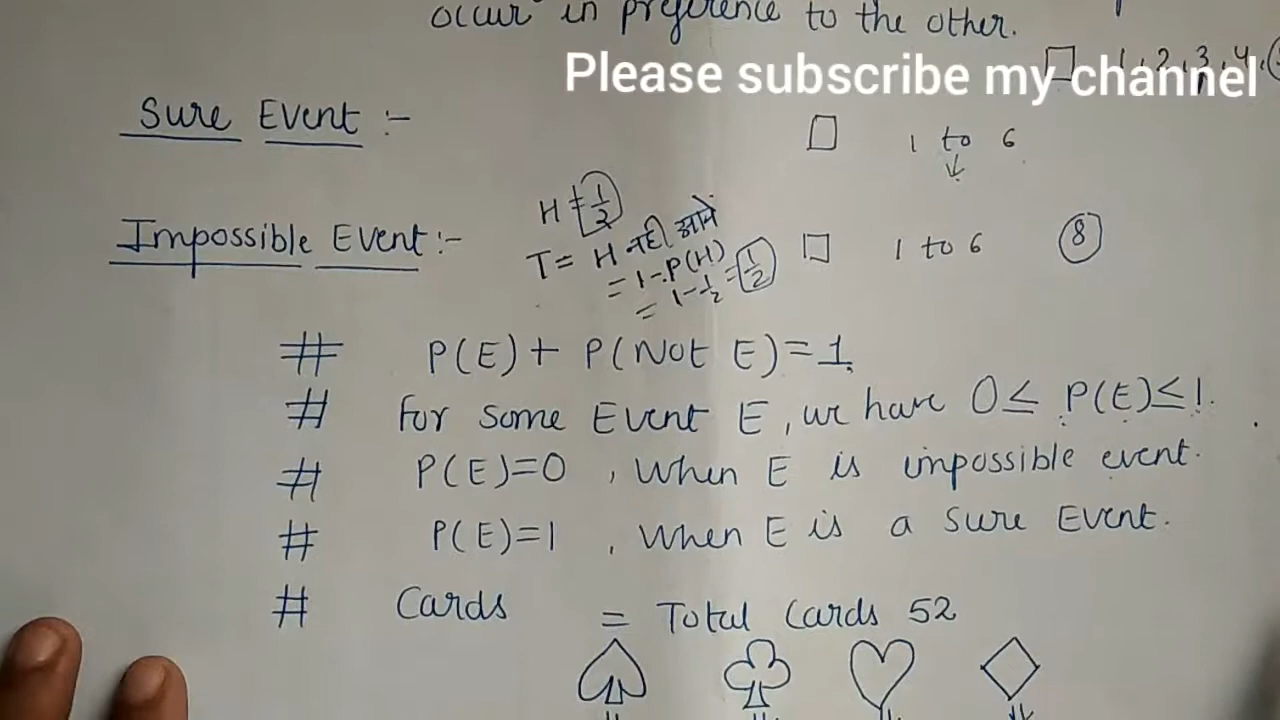 occur in preference to the other.
□ 1, 2, 3, 4,
Please subscribe my channel
Sure Event :-
□ 1 to 6
H = 1/2
Impossible Event :-
T = H नहीं आने
= 1-P(H)
= 1-1/2 = 1/2
□ 1 to 6 8
# P(E) + P(Not E) = 1
# For some Event E, we have 0 ≤ P(E) ≤ 1.
# P(E)=0 , When E is impossible event.
# P(E)=1 , When E is a Sure Event.
# Cards = Total Cards 52